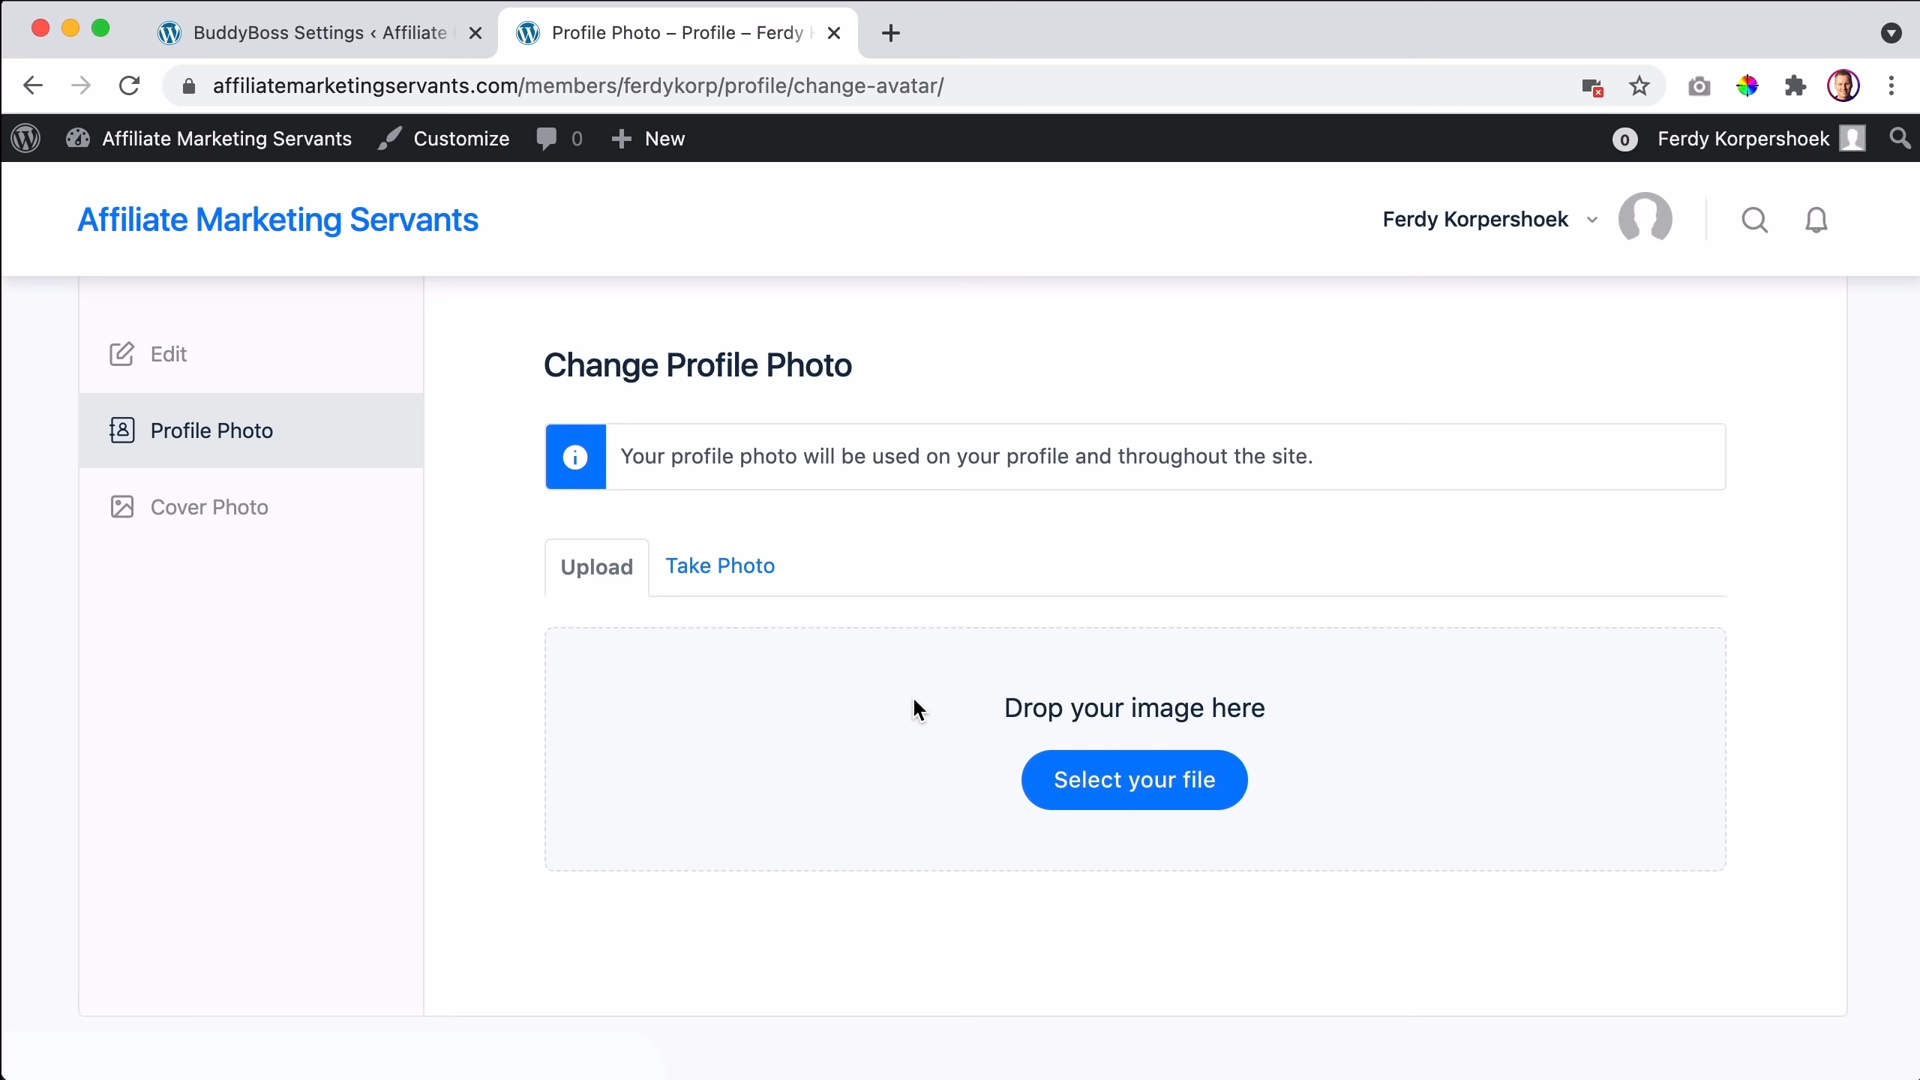 BuddyBoss Settings ‹ Affiliate
Profile Photo – Profile – Ferdy
affiliatemarketingservants.com/members/ferdykorp/profile/change-avatar/
Affiliate Marketing Servants
Customize
0
New
0
Ferdy Korpershoek
Affiliate Marketing Servants
Ferdy Korpershoek
Edit
Profile Photo
Cover Photo
Change Profile Photo
Your profile photo will be used on your profile and throughout the site.
Upload
Take Photo
Drop your image here
Select your file